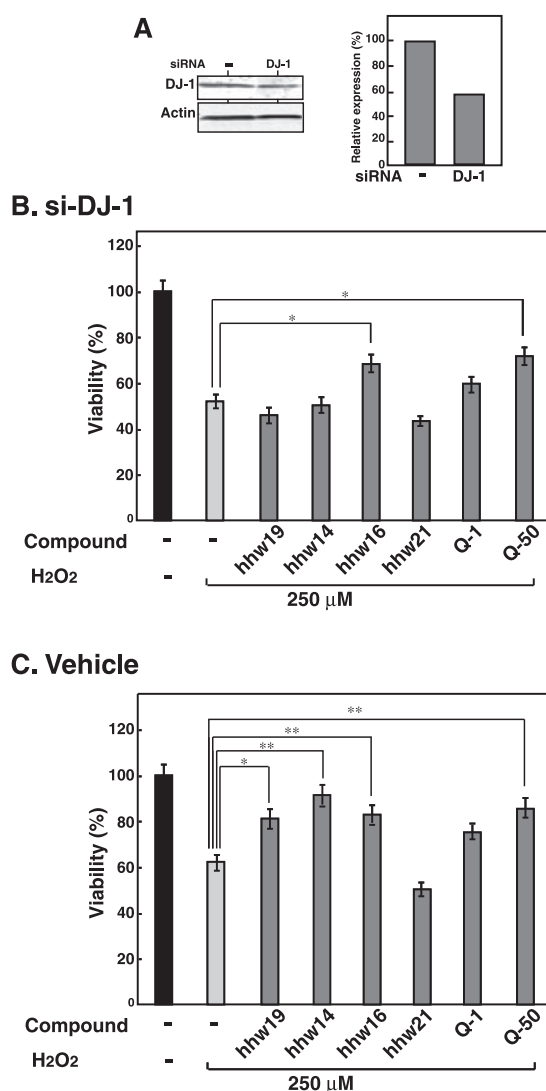 A
siRNA - DJ-1
DJ-1
Actin
Relative expression (%)
100
80
60
40
20
0
siRNA - DJ-1
B. si-DJ-1
Viability (%)
120
100
80
60
40
20
0
*
*
Compound - - hhw19 hhw14 hhw16 hhw21 Q-1 Q-50
H2O2 -
250 μM
C. Vehicle
Viability (%)
120
100
80
60
40
20
0
**
**
**
*
Compound - - hhw19 hhw14 hhw16 hhw21 Q-1 Q-50
H2O2 -
250 μM